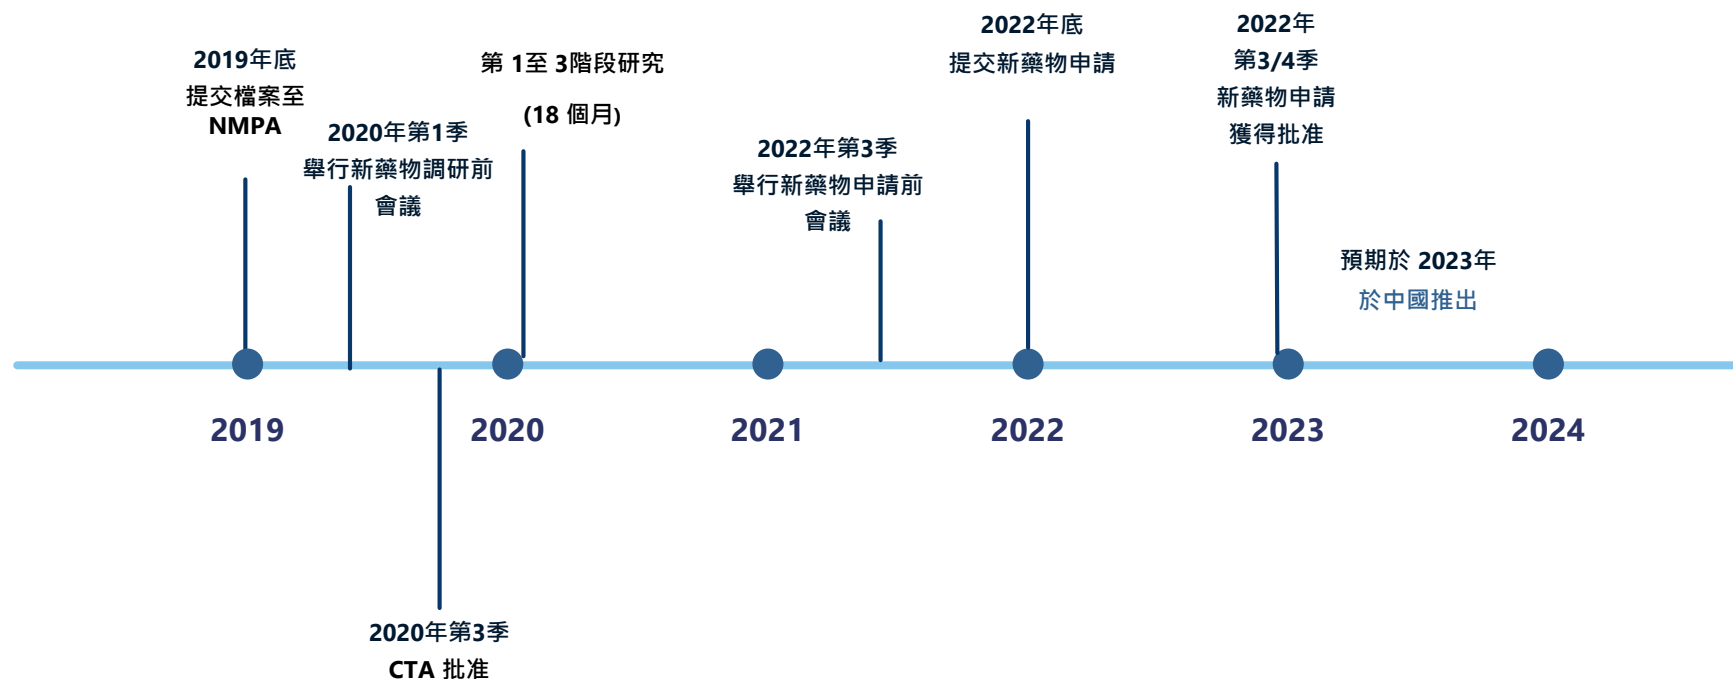 2019年底
提交檔案至
NMPA
2020年第1季
舉行新藥物調研前
會議
第 1至 3階段研究
(18 個月)
2022年第3季
舉行新藥物申請前
會議
2022年底
提交新藥物申請
2022年
第3/4季
新藥物申請
獲得批准
預期於 2023年
於中國推出
2019
2020
2021
2022
2023
2024
2020年第3季
CTA 批准